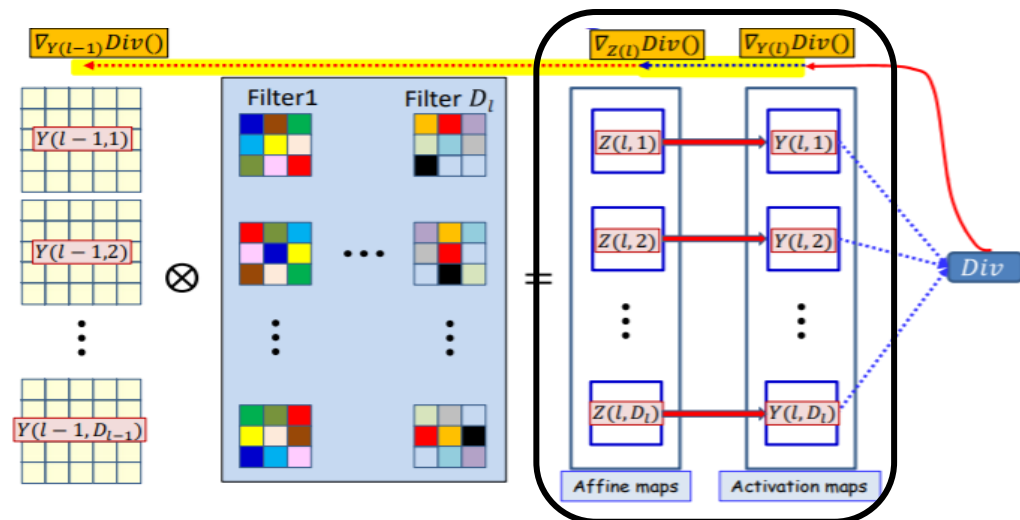 ∇Y(l−1)Div()
∇Z(l)Div()
∇Y(l)Div()
Filter1
Filter Dₗ
Y(l − 1,1)
Y(l − 1,2)
⋮
Y(l − 1, Dₗ₋₁)
⊗
⋯
⋮
⋮
=
Z(l, 1)
Y(l, 1)
Z(l, 2)
Y(l, 2)
⋮
⋮
Z(l, Dₗ)
Y(l, Dₗ)
Div
Affine maps
Activation maps